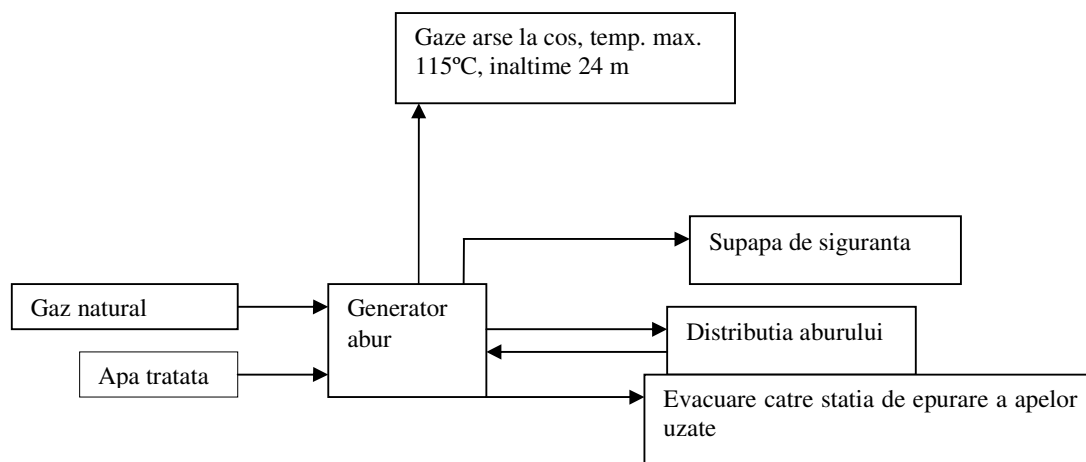 Gaze arse la cos, temp. max.
115ºC, inaltime 24 m
Supapa de siguranta
Gaz natural
Generator
abur
Distributia aburului
Apa tratata
Evacuare catre statia de epurare a apelor
uzate